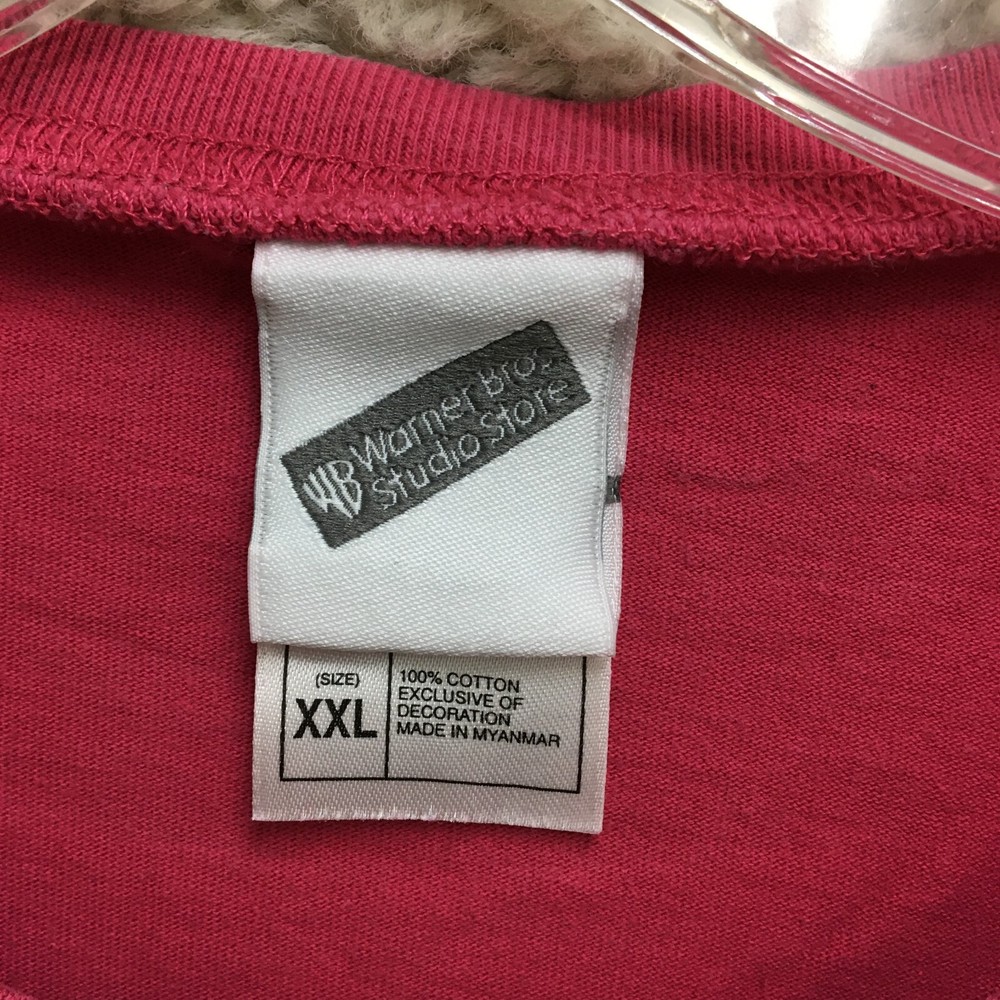 WB Warner Bros.
Studio Store
(SIZE)
XXL
100% COTTON
EXCLUSIVE OF
DECORATION
MADE IN MYANMAR